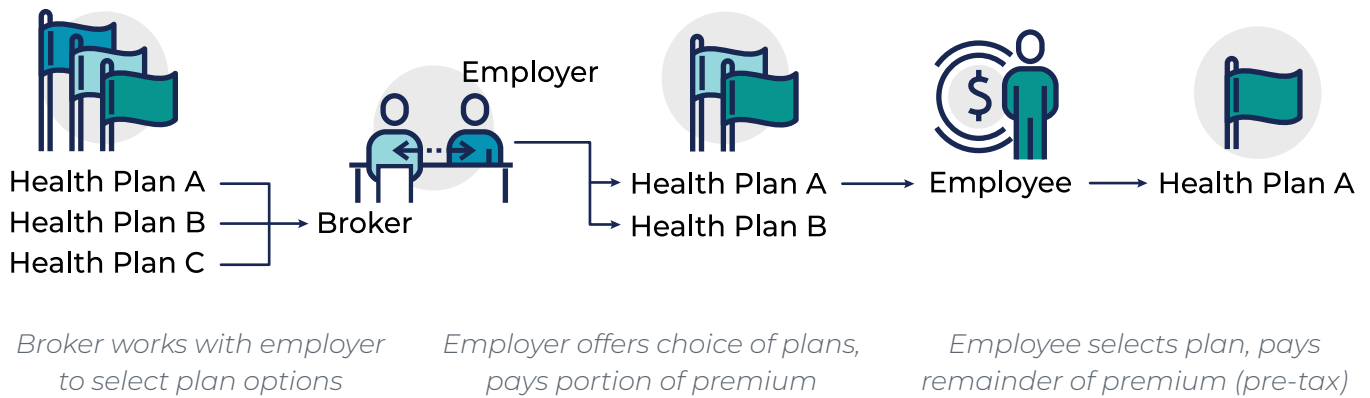 Employer
Health Plan A
Health Plan B
Health Plan C
Broker
Health Plan A
Health Plan B
$
Employee
Health Plan A
Broker works with employer
to select plan options
Employer offers choice of plans,
pays portion of premium
Employee selects plan, pays
remainder of premium (pre-tax)